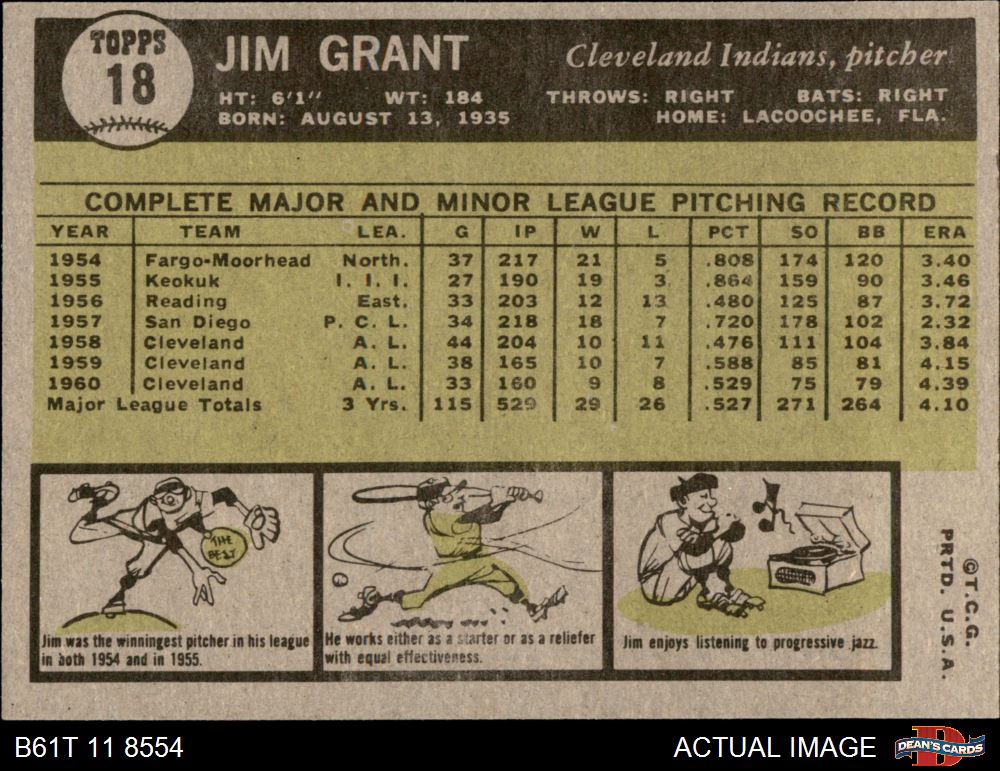 TOPPS
18
JIM GRANT
Cleveland Indians, pitcher
HT: 6'1" WT: 184 THROWS: RIGHT BATS: RIGHT
BORN: AUGUST 13, 1935 HOME: LACOOCHEE, FLA.
COMPLETE MAJOR AND MINOR LEAGUE PITCHING RECORD
YEAR TEAM LEA. G IP W L PCT SO BB ERA
1954 Fargo-Moorhead North. 37 217 21 5 .808 174 120 3.40
1955 Keokuk I. I. I. 27 190 19 3 .864 159 90 3.46
1956 Reading East. 33 203 12 13 .480 125 87 3.72
1957 San Diego P. C. L. 34 218 18 7 .720 178 102 2.32
1958 Cleveland A. L. 44 204 10 11 .476 111 104 3.84
1959 Cleveland A. L. 38 165 10 7 .588 85 81 4.15
1960 Cleveland A. L. 33 160 9 8 .529 75 79 4.39
Major League Totals 3 Yrs. 115 529 29 26 .527 271 264 4.10
THE
BEST
Jim was the winningest pitcher in his league
in both 1954 and in 1955.
He works either as a starter or as a reliefer
with equal effectiveness.
Jim enjoys listening to progressive jazz.
©T.C.G.
PRTD. U.S.A.
B61T 11 8554
ACTUAL IMAGE
D
DEAN'S CARDS